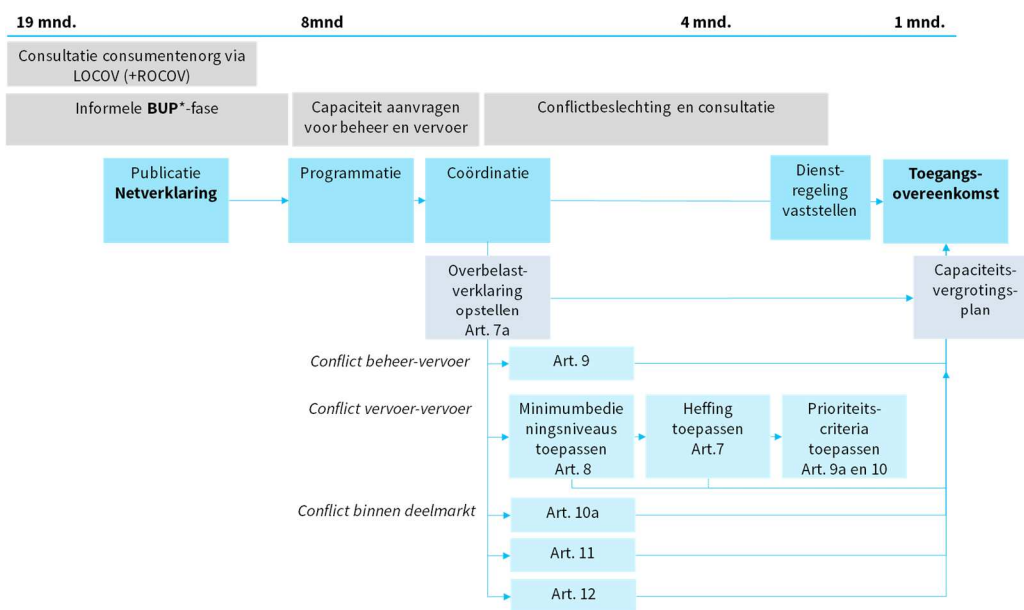 19 mnd.
8mnd
4 mnd.
1 mnd.
Consultatie consumentenorg via
LOCOV (+ROCOV)
Informele BUP*-fase
Capaciteit aanvragen
voor beheer en vervoer
Conflictbeslechting en consultatie
Publicatie
Netverklaring
Programmatie
Coördinatie
Dienst-
regeling
vaststellen
Toegangs-
overeenkomst
Overbelast-
verklaring
opstellen
Art. 7a
Capaciteits-
vergrotings-
plan
Conflict beheer-vervoer
Art. 9
Conflict vervoer-vervoer
Minimumbedie
ningsniveaus
toepassen
Art. 8
Heffing
toepassen
Art.7
Prioriteits-
criteria
toepassen
Art. 9a en 10
Conflict binnen deelmarkt
Art. 10a
Art. 11
Art. 12